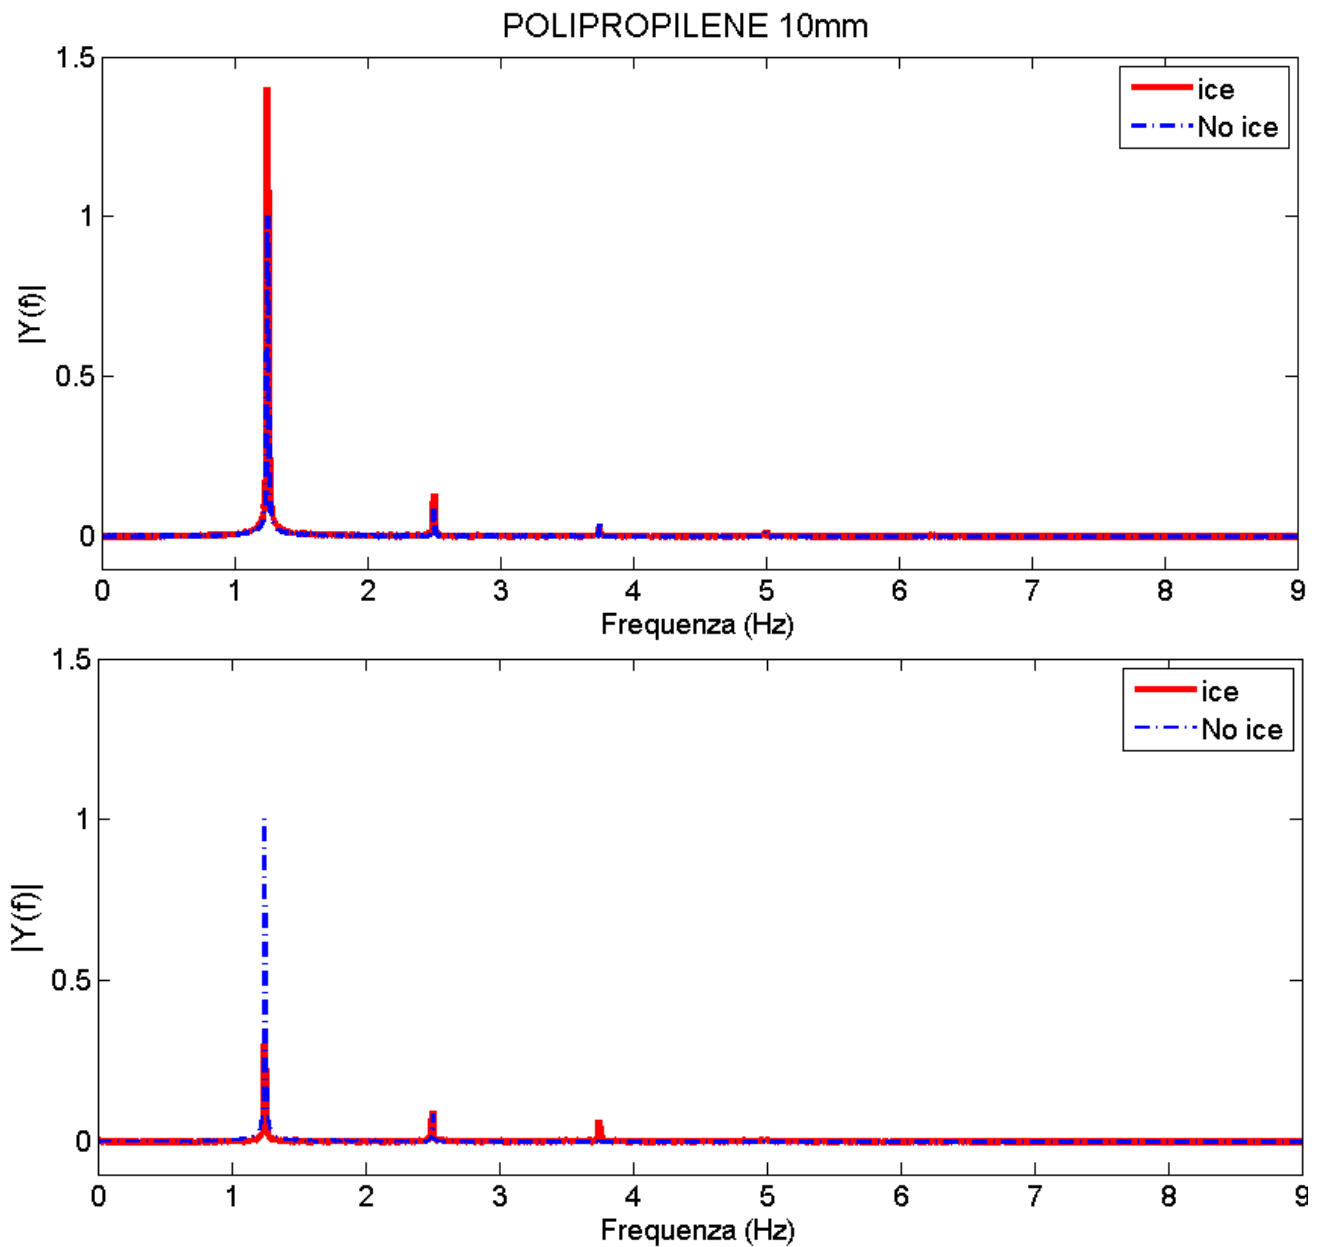 POLIPROPILENE 10mm
1.5
1
0.5
0
|Y(f)|
ice
No ice
0 1 2 3 4 5 6 7 8 9
Frequenza (Hz)
1.5
1
0.5
0
|Y(f)|
ice
No ice
0 1 2 3 4 5 6 7 8 9
Frequenza (Hz)